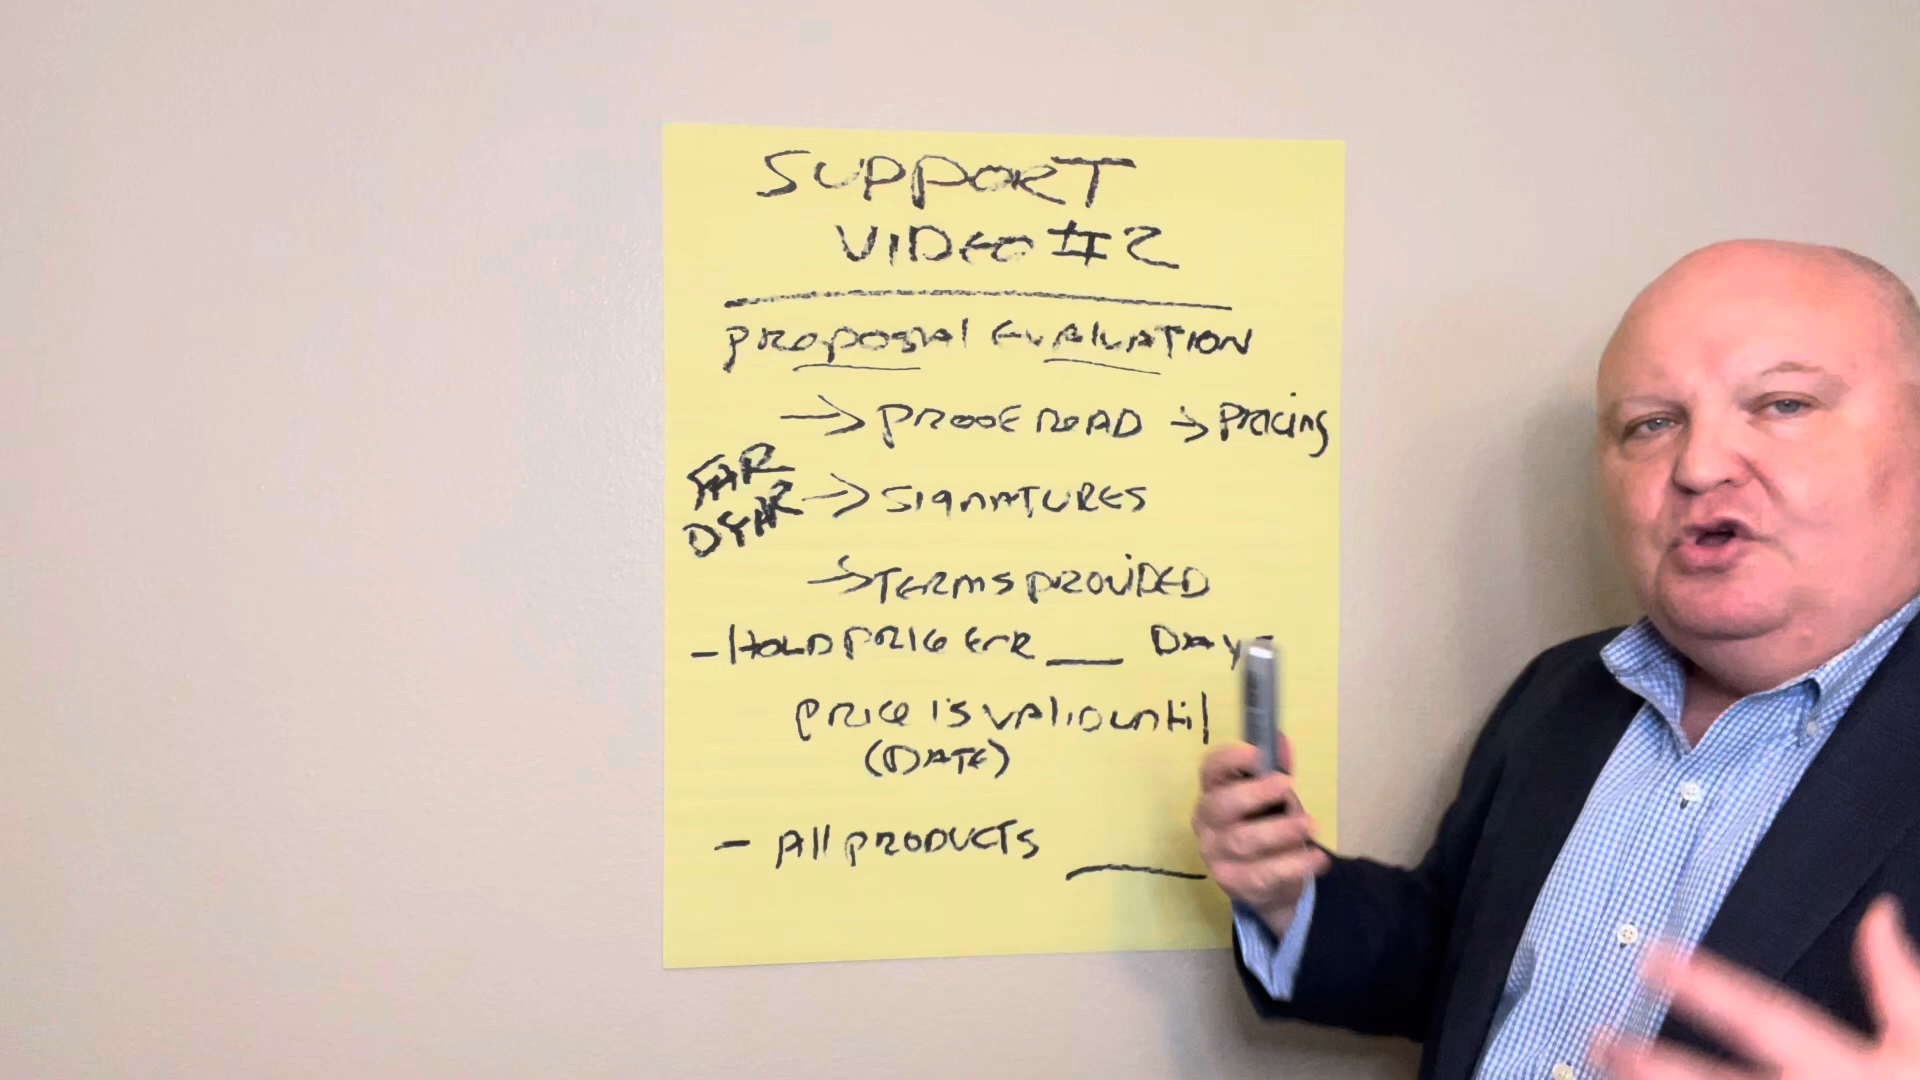 SUPPORT
VIDEO #2
PROPOSAL EVALUATION
→ PROOF READ → PRICING
FAR
DFAR → SIGNATURES
→ TERMS PROVIDED
- HOLD PRICE FOR ___ DAYS
PRICE IS VALID UNTIL
(DATE)
- All PRODUCTS ___